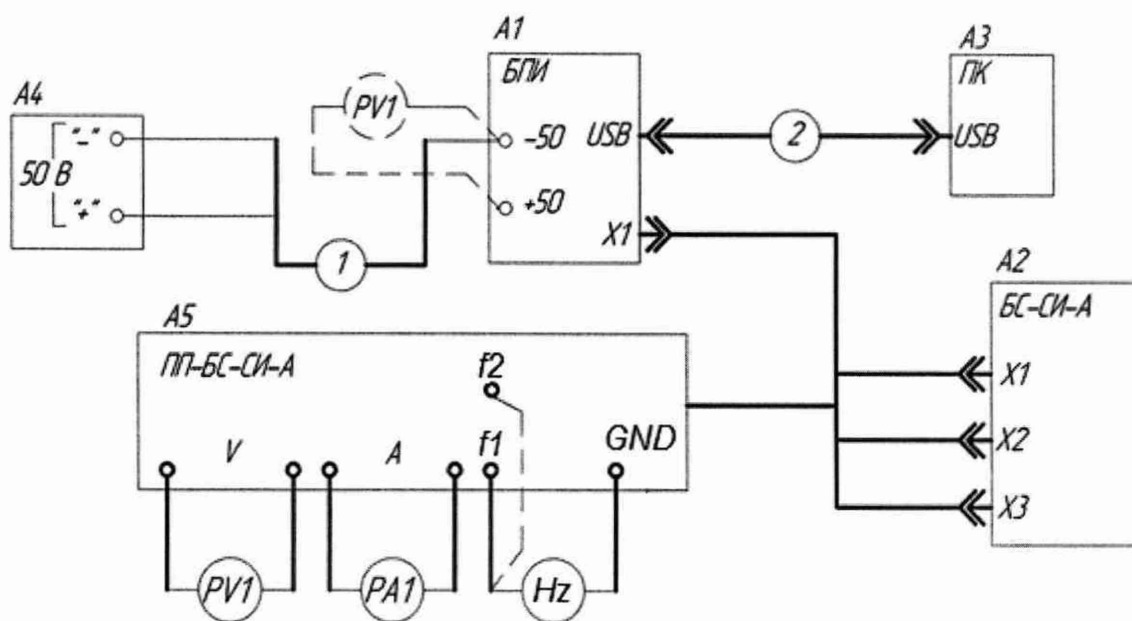 A1
БПИ
-50
+50
USB
X1
PV1
A4
"-"
50 В
"+"
1
2
A3
ПК
USB
A2
БС-СИ-А
X1
X2
X3
A5
ПП-БС-СИ-А
f2
V
A
f1
GND
PV1
PA1
Hz